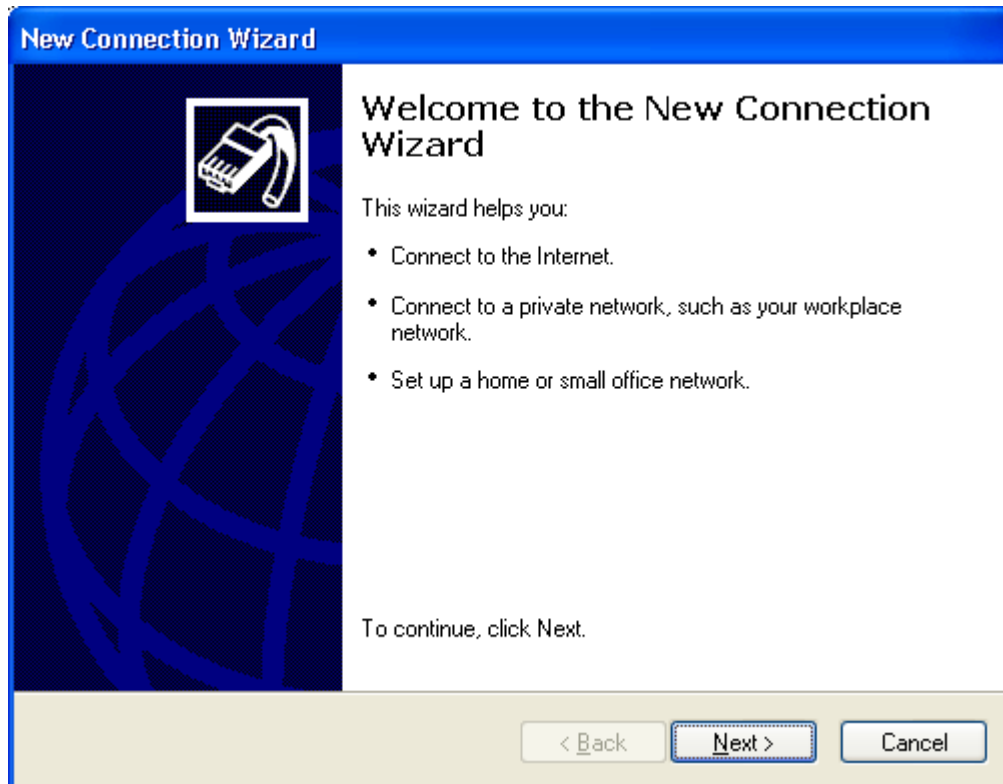 New Connection Wizard
Welcome to the New Connection
Wizard
This wizard helps you:
• Connect to the Internet.
• Connect to a private network, such as your workplace
network.
• Set up a home or small office network.
To continue, click Next.
< Back Next > Cancel